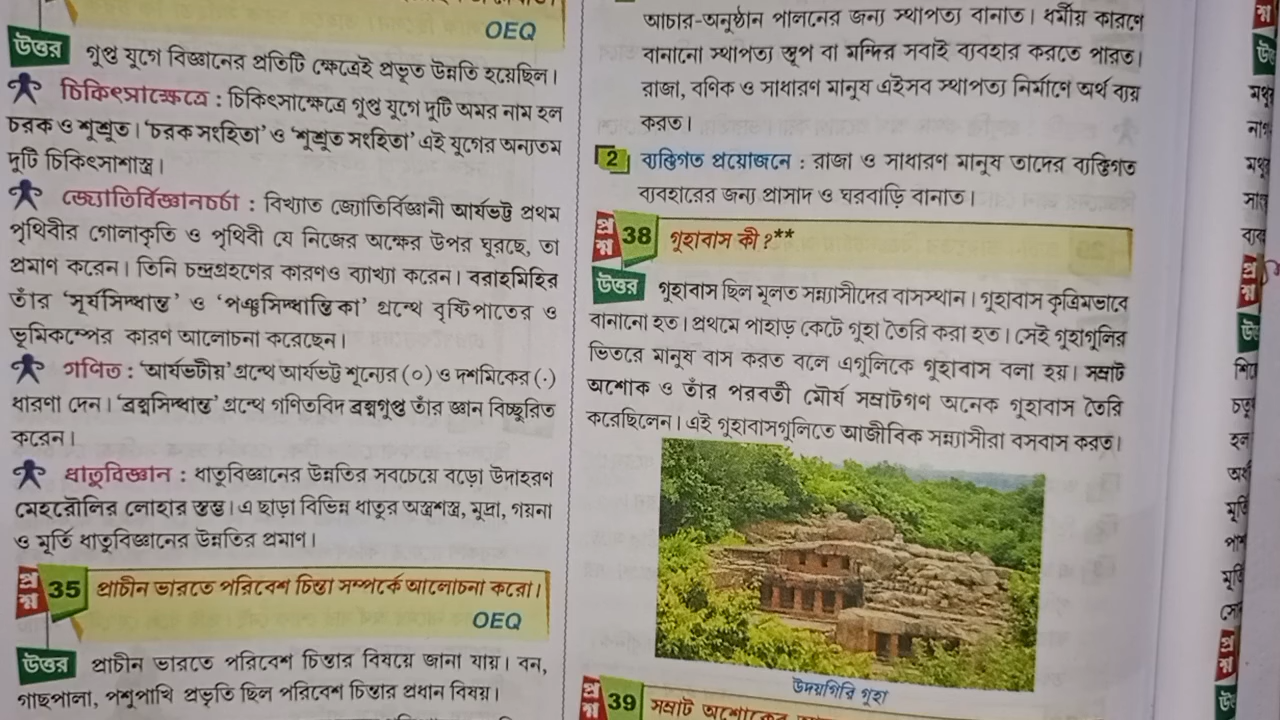 OEQ
উত্তর গুপ্ত যুগে বিজ্ঞানের প্রতিটি ক্ষেত্রেই প্রভূত উন্নতি হয়েছিল।
চিকিৎসাক্ষেত্রে : চিকিৎসাক্ষেত্রে গুপ্ত যুগে দুটি অমর নাম হল
চরক ও শুশ্রুত। 'চরক সংহিতা' ও 'শুশ্রুত সংহিতা' এই যুগের অন্যতম
দুটি চিকিৎসাশাস্ত্র।
জ্যোতির্বিজ্ঞানচর্চা : বিখ্যাত জ্যোতির্বিজ্ঞানী আর্যভট্ট প্রথম
পৃথিবীর গোলাকৃতি ও পৃথিবী যে নিজের অক্ষের উপর ঘুরছে, তা
প্রমাণ করেন। তিনি চন্দ্রগ্রহণের কারণও ব্যাখ্যা করেন। বরাহমিহির
তাঁর 'সূর্যসিদ্ধান্ত' ও 'পঞ্চসিদ্ধান্তিকা' গ্রন্থে বৃষ্টিপাতের ও
ভূমিকম্পের কারণ আলোচনা করেছেন।
গণিত : 'আর্যভটীয়' গ্রন্থে আর্যভট্ট শূন্যের (০) ও দশমিকের (·)
ধারণা দেন। 'ব্রহ্মসিদ্ধান্ত' গ্রন্থে গণিতবিদ ব্রহ্মগুপ্ত তাঁর জ্ঞান বিচ্ছুরিত
করেন।
ধাতুবিজ্ঞান : ধাতুবিজ্ঞানের উন্নতির সবচেয়ে বড়ো উদাহরণ
মেহরৌলির লোহার স্তম্ভ। এ ছাড়া বিভিন্ন ধাতুর অস্ত্রশস্ত্র, মুদ্রা, গয়না
ও মূর্তি ধাতুবিজ্ঞানের উন্নতির প্রমাণ।
প্রশ্ন 35 প্রাচীন ভারতে পরিবেশ চিন্তা সম্পর্কে আলোচনা করো।
OEQ
উত্তর প্রাচীন ভারতে পরিবেশ চিন্তার বিষয়ে জানা যায়। বন,
গাছপালা, পশুপাখি প্রভৃতি ছিল পরিবেশ চিন্তার প্রধান বিষয়।
আচার-অনুষ্ঠান পালনের জন্য স্থাপত্য বানাত। ধর্মীয় কারণে
বানানো স্থাপত্য স্তূপ বা মন্দির সবাই ব্যবহার করতে পারত।
রাজা, বণিক ও সাধারণ মানুষ এইসব স্থাপত্য নির্মাণে অর্থ ব্যয়
করত।
2 ব্যক্তিগত প্রয়োজনে : রাজা ও সাধারণ মানুষ তাদের ব্যক্তিগত
ব্যবহারের জন্য প্রাসাদ ও ঘরবাড়ি বানাত।
প্রশ্ন 38 গুহাবাস কী?**
উত্তর গুহাবাস ছিল মূলত সন্ন্যাসীদের বাসস্থান। গুহাবাস কৃত্রিমভাবে
বানানো হত। প্রথমে পাহাড় কেটে গুহা তৈরি করা হত। সেই গুহাগুলির
ভিতরে মানুষ বাস করত বলে এগুলিকে গুহাবাস বলা হয়। সম্রাট
অশোক ও তাঁর পরবর্তী মৌর্য সম্রাটগণ অনেক গুহাবাস তৈরি
করেছিলেন। এই গুহাবাসগুলিতে আজীবিক সন্ন্যাসীরা বসবাস করত।
উদয়গিরি গুহা
প্রশ্ন 39 সম্রাট অশোকের